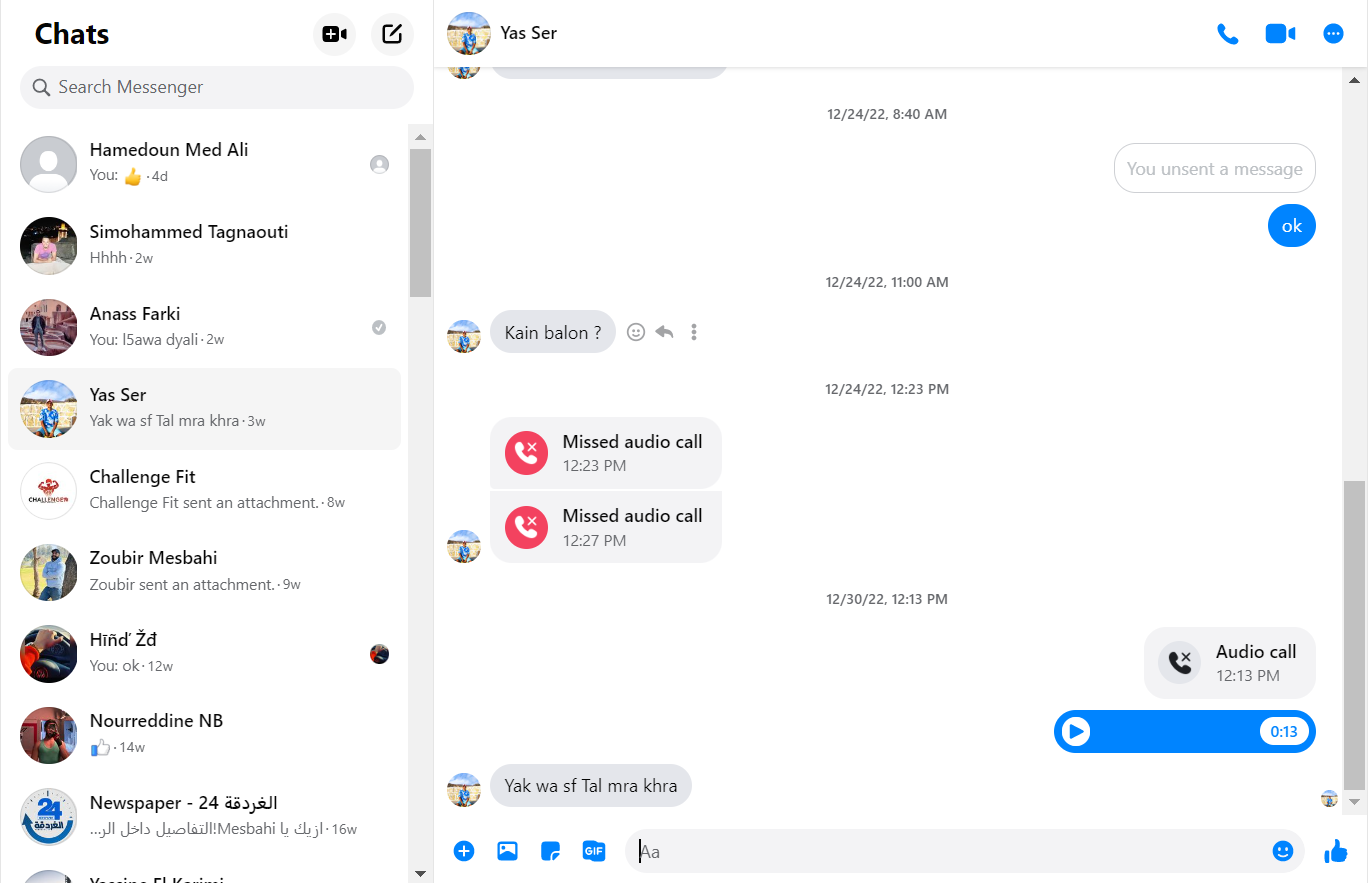 Chats
Search Messenger
Hamedoun Med Ali
You: 👍 · 4d
Simohammed Tagnaouti
Hhhh · 2w
Anass Farki
You: l5awa dyali · 2w
Yas Ser
Yak wa sf Tal mra khra · 3w
Challenge Fit
Challenge Fit sent an attachment. · 8w
CHALLENGER
Zoubir Mesbahi
Zoubir sent an attachment. · 9w
Hīñď Žđ
You: ok · 12w
Nourreddine NB
👍 · 14w
24
الغردقة
Newspaper - 24 الغردقة
ازيك يا Mesbahi!التفاصيل داخل الر... · 16w
Yassine El Karimi
Yas Ser
12/24/22, 8:40 AM
You unsent a message
ok
12/24/22, 11:00 AM
Kain balon ?
12/24/22, 12:23 PM
Missed audio call
12:23 PM
Missed audio call
12:27 PM
12/30/22, 12:13 PM
Audio call
12:13 PM
0:13
Yak wa sf Tal mra khra
GIF
Aa